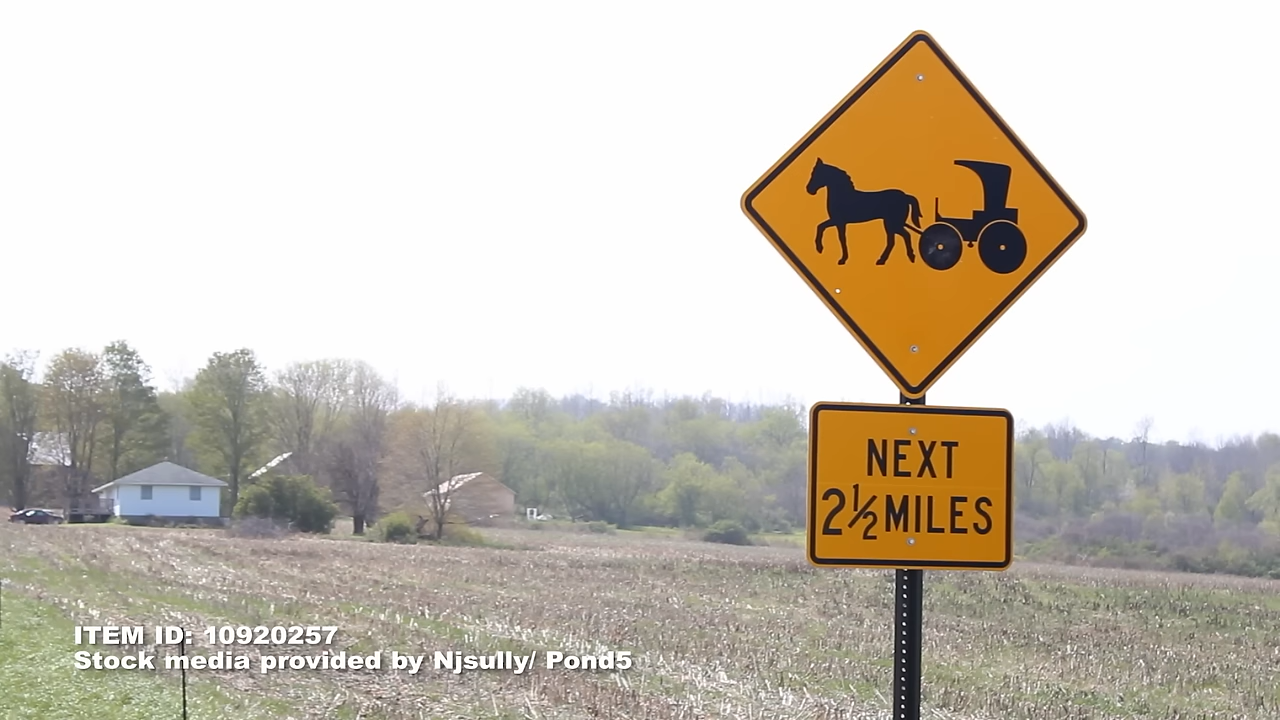 NEXT
2½ MILES
ITEM ID: 10920257
Stock media provided by Njsully/ Pond5